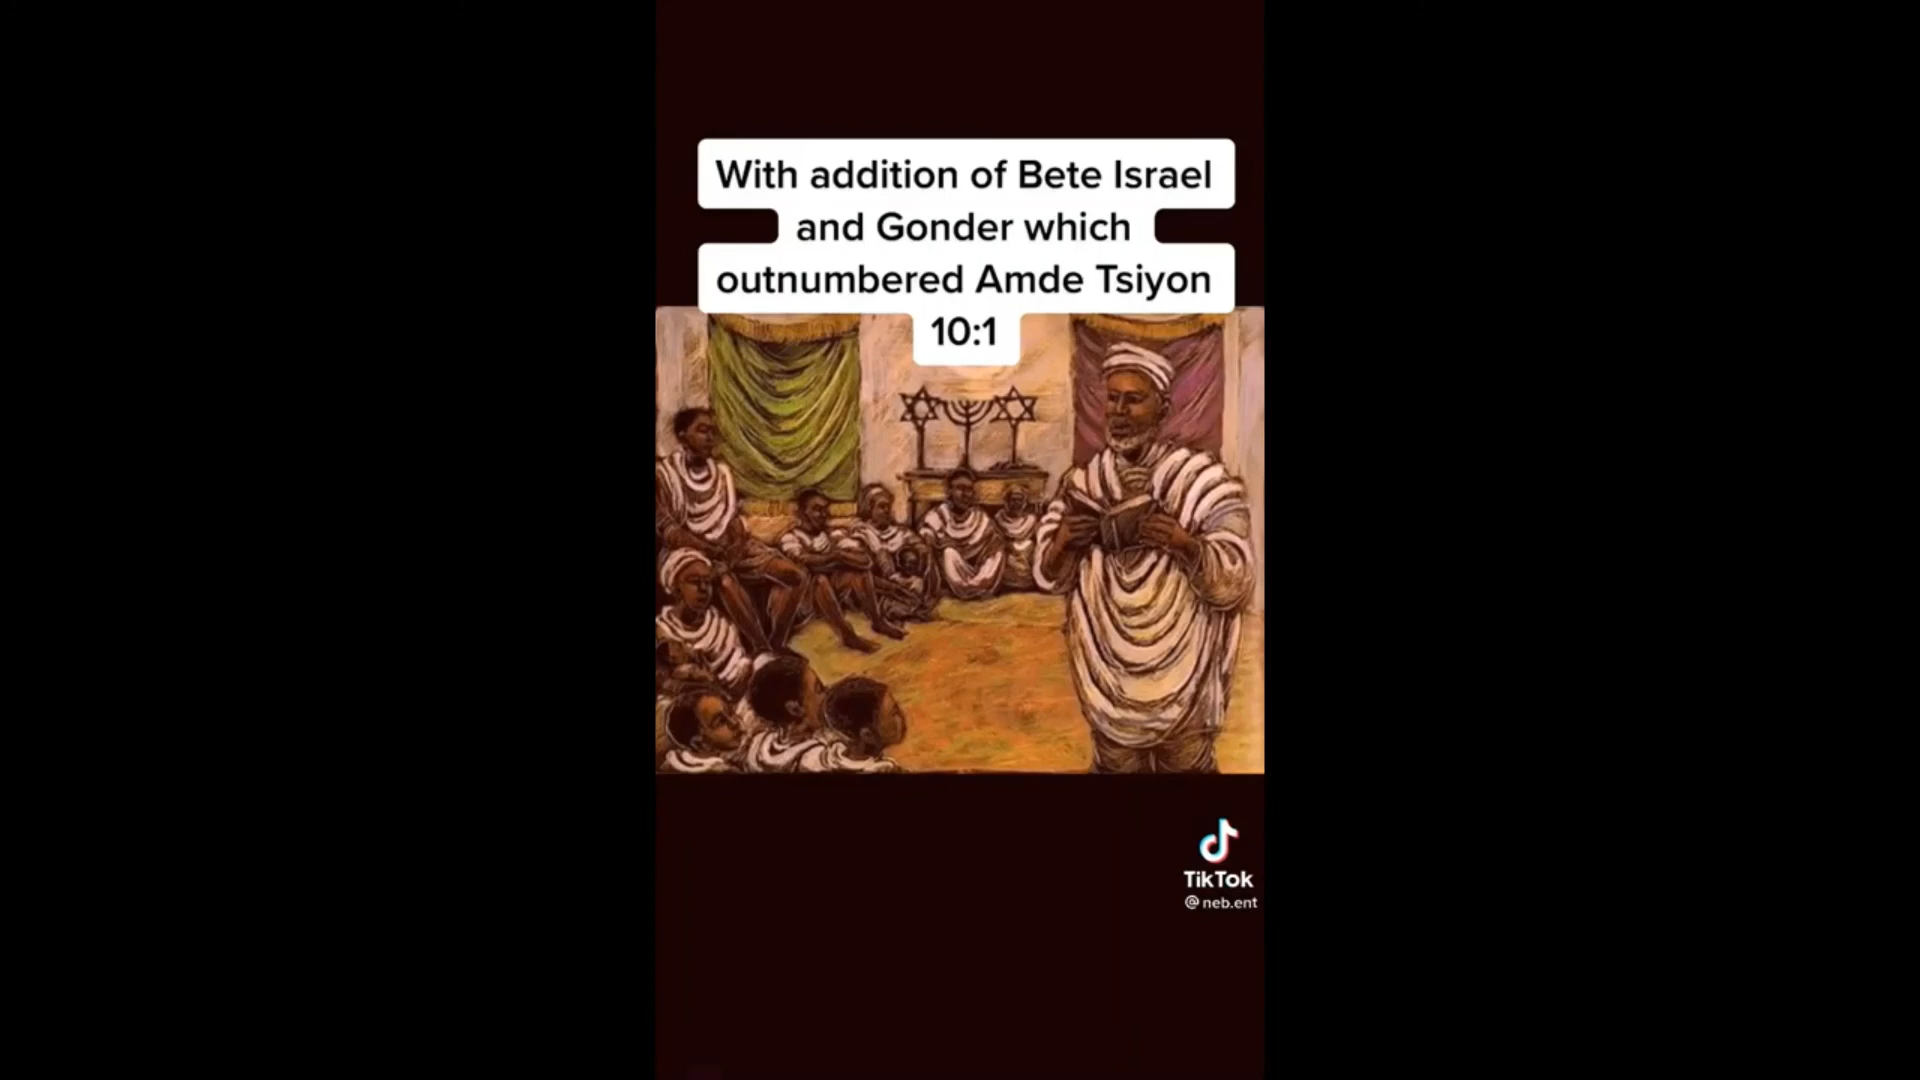 With addition of Bete Israel
and Gonder which
outnumbered Amde Tsiyon
10:1
TikTok
@neb.ent